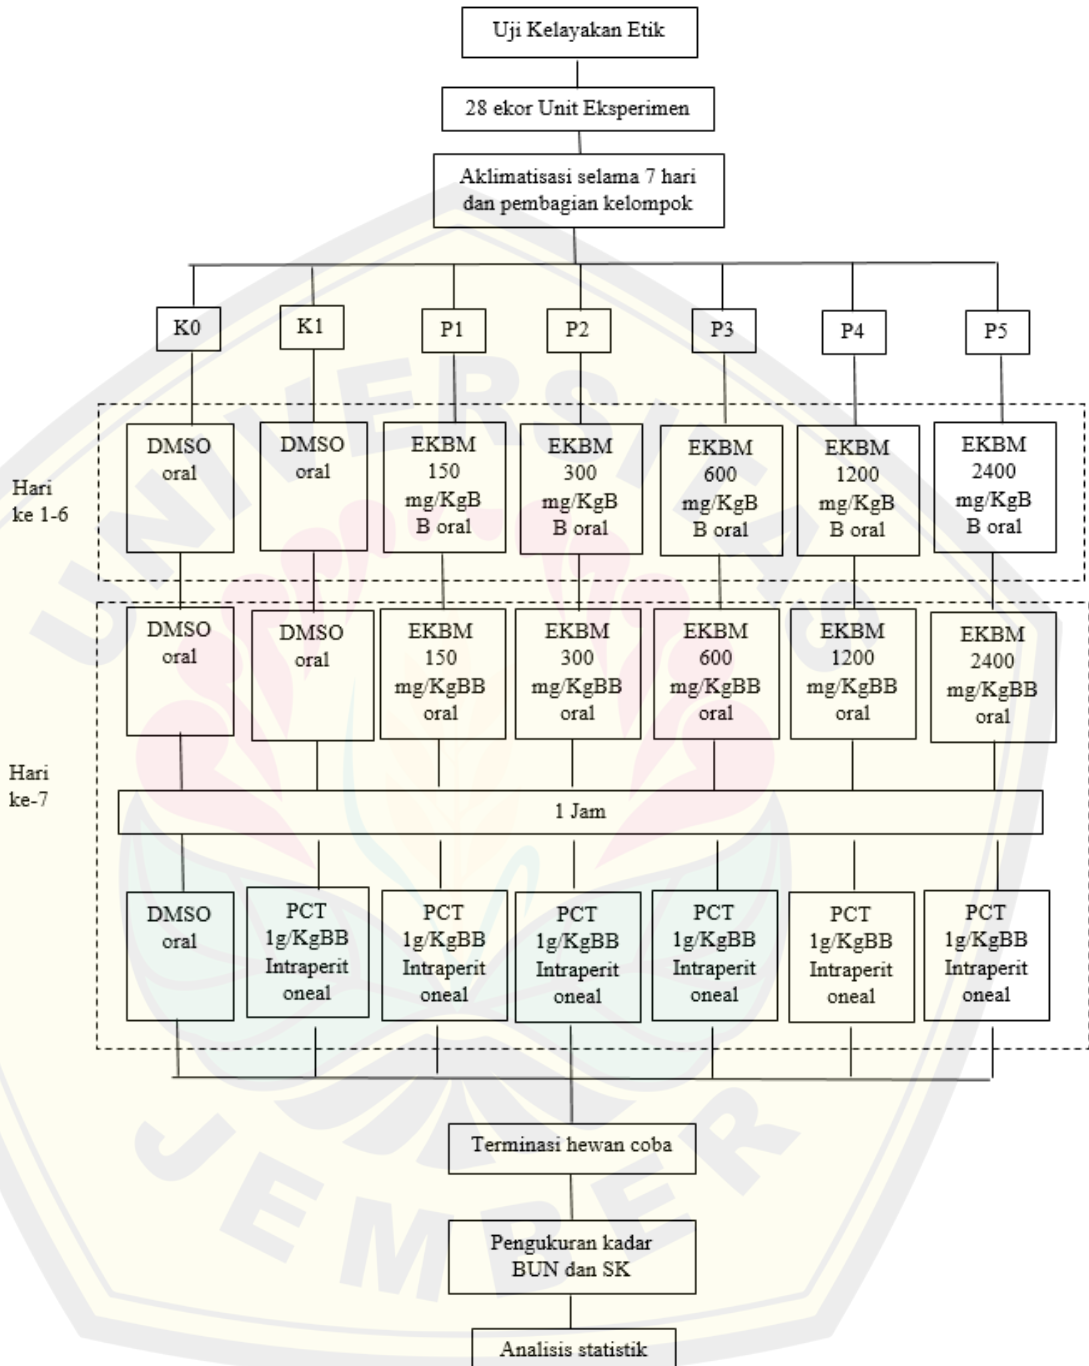 Uji Kelayakan Etik
28 ekor Unit Eksperimen
Aklimatisasi selama 7 hari
dan pembagian kelompok
K0
K1
P1
P2
P3
P4
P5
Hari
ke 1-6
DMSO
oral
DMSO
oral
EKBM
150
mg/KgB
B oral
EKBM
300
mg/KgB
B oral
EKBM
600
mg/KgB
B oral
EKBM
1200
mg/KgB
B oral
EKBM
2400
mg/KgB
B oral
Hari
ke-7
DMSO
oral
DMSO
oral
EKBM
150
mg/KgBB
oral
EKBM
300
mg/KgBB
oral
EKBM
600
mg/KgBB
oral
EKBM
1200
mg/KgBB
oral
EKBM
2400
mg/KgBB
oral
1 Jam
DMSO
oral
PCT
1g/KgBB
Intraperit
oneal
PCT
1g/KgBB
Intraperit
oneal
PCT
1g/KgBB
Intraperit
oneal
PCT
1g/KgBB
Intraperit
oneal
PCT
1g/KgBB
Intraperit
oneal
PCT
1g/KgBB
Intraperit
oneal
Terminasi hewan coba
Pengukuran kadar
BUN dan SK
Analisis statistik
UNIVERSITAS
JEMBER